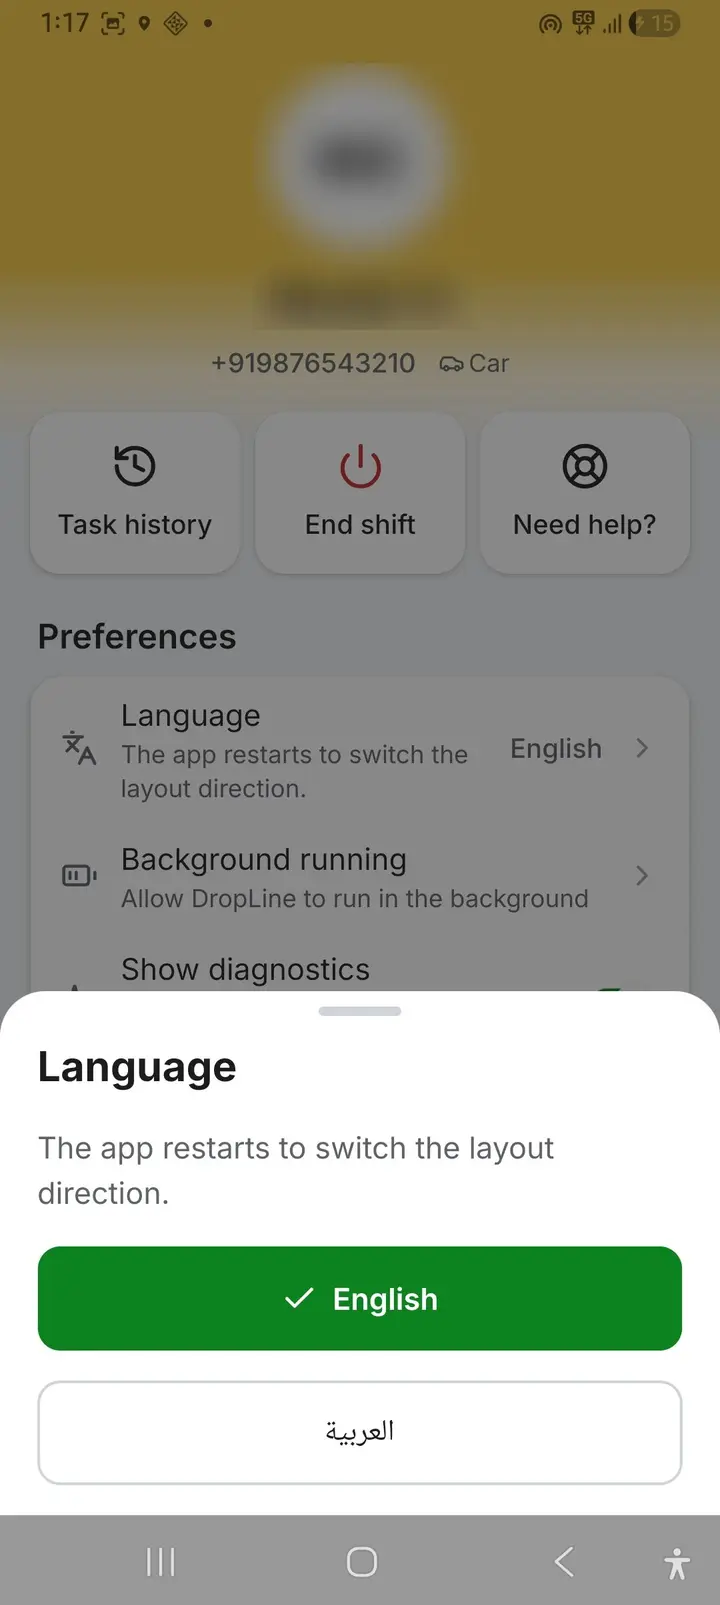 1:17
5G
15
+919876543210 Car
Task history
End shift
Need help?
Preferences
Language
The app restarts to switch the
layout direction.
English
Background running
Allow DropLine to run in the background
Show diagnostics
Language
The app restarts to switch the layout
direction.
English
العربية